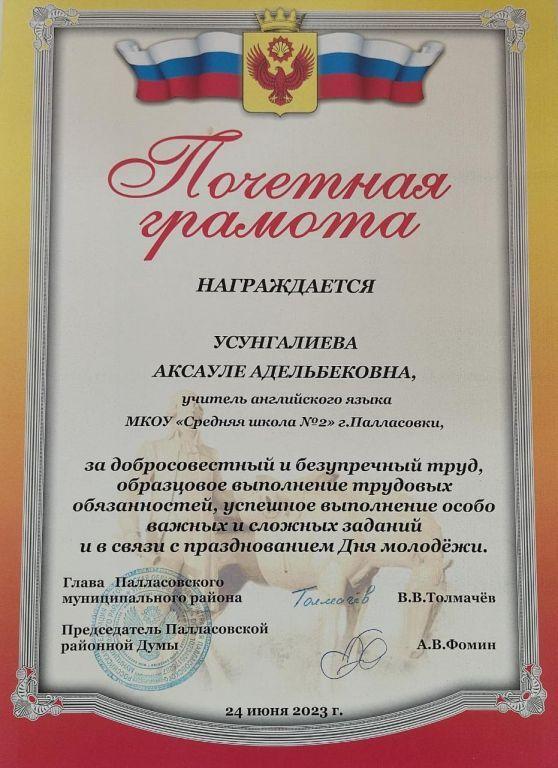 Почетная
грамота
НАГРАЖДАЕТСЯ
УСУНГАЛИЕВА
АКСАУЛЕ АДЕЛЬБЕКОВНА,
учитель английского языка
МКОУ «Средняя школа №2» г.Палласовки,
за добросовестный и безупречный труд,
образцовое выполнение трудовых
обязанностей, успешное выполнение особо
важных и сложных заданий
и в связи с празднованием Дня молодёжи.
Глава Палласовского
муниципального района
Толмачёв
В.В.Толмачёв
Председатель Палласовской
районной Думы
А.В.Фомин
24 июня 2023 г.